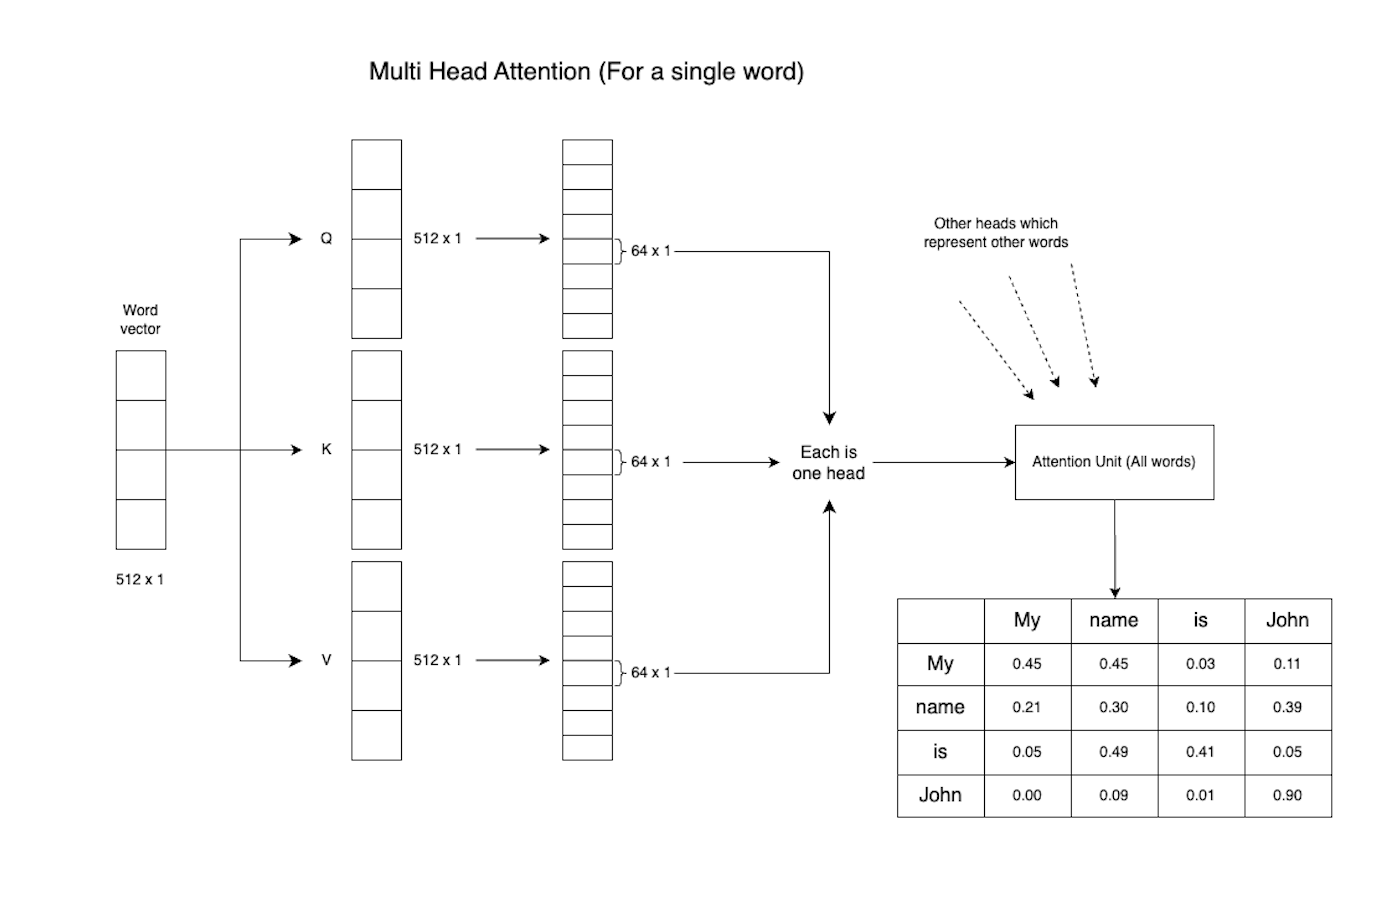 Multi Head Attention (For a single word)
Word
vector
512 x 1
Q
512 x 1
64 x 1
K
512 x 1
64 x 1
V
512 x 1
64 x 1
Each is
one head
Other heads which
represent other words
Attention Unit (All words)
My name is John
My 0.45 0.45 0.03 0.11
name 0.21 0.30 0.10 0.39
is 0.05 0.49 0.41 0.05
John 0.00 0.09 0.01 0.90